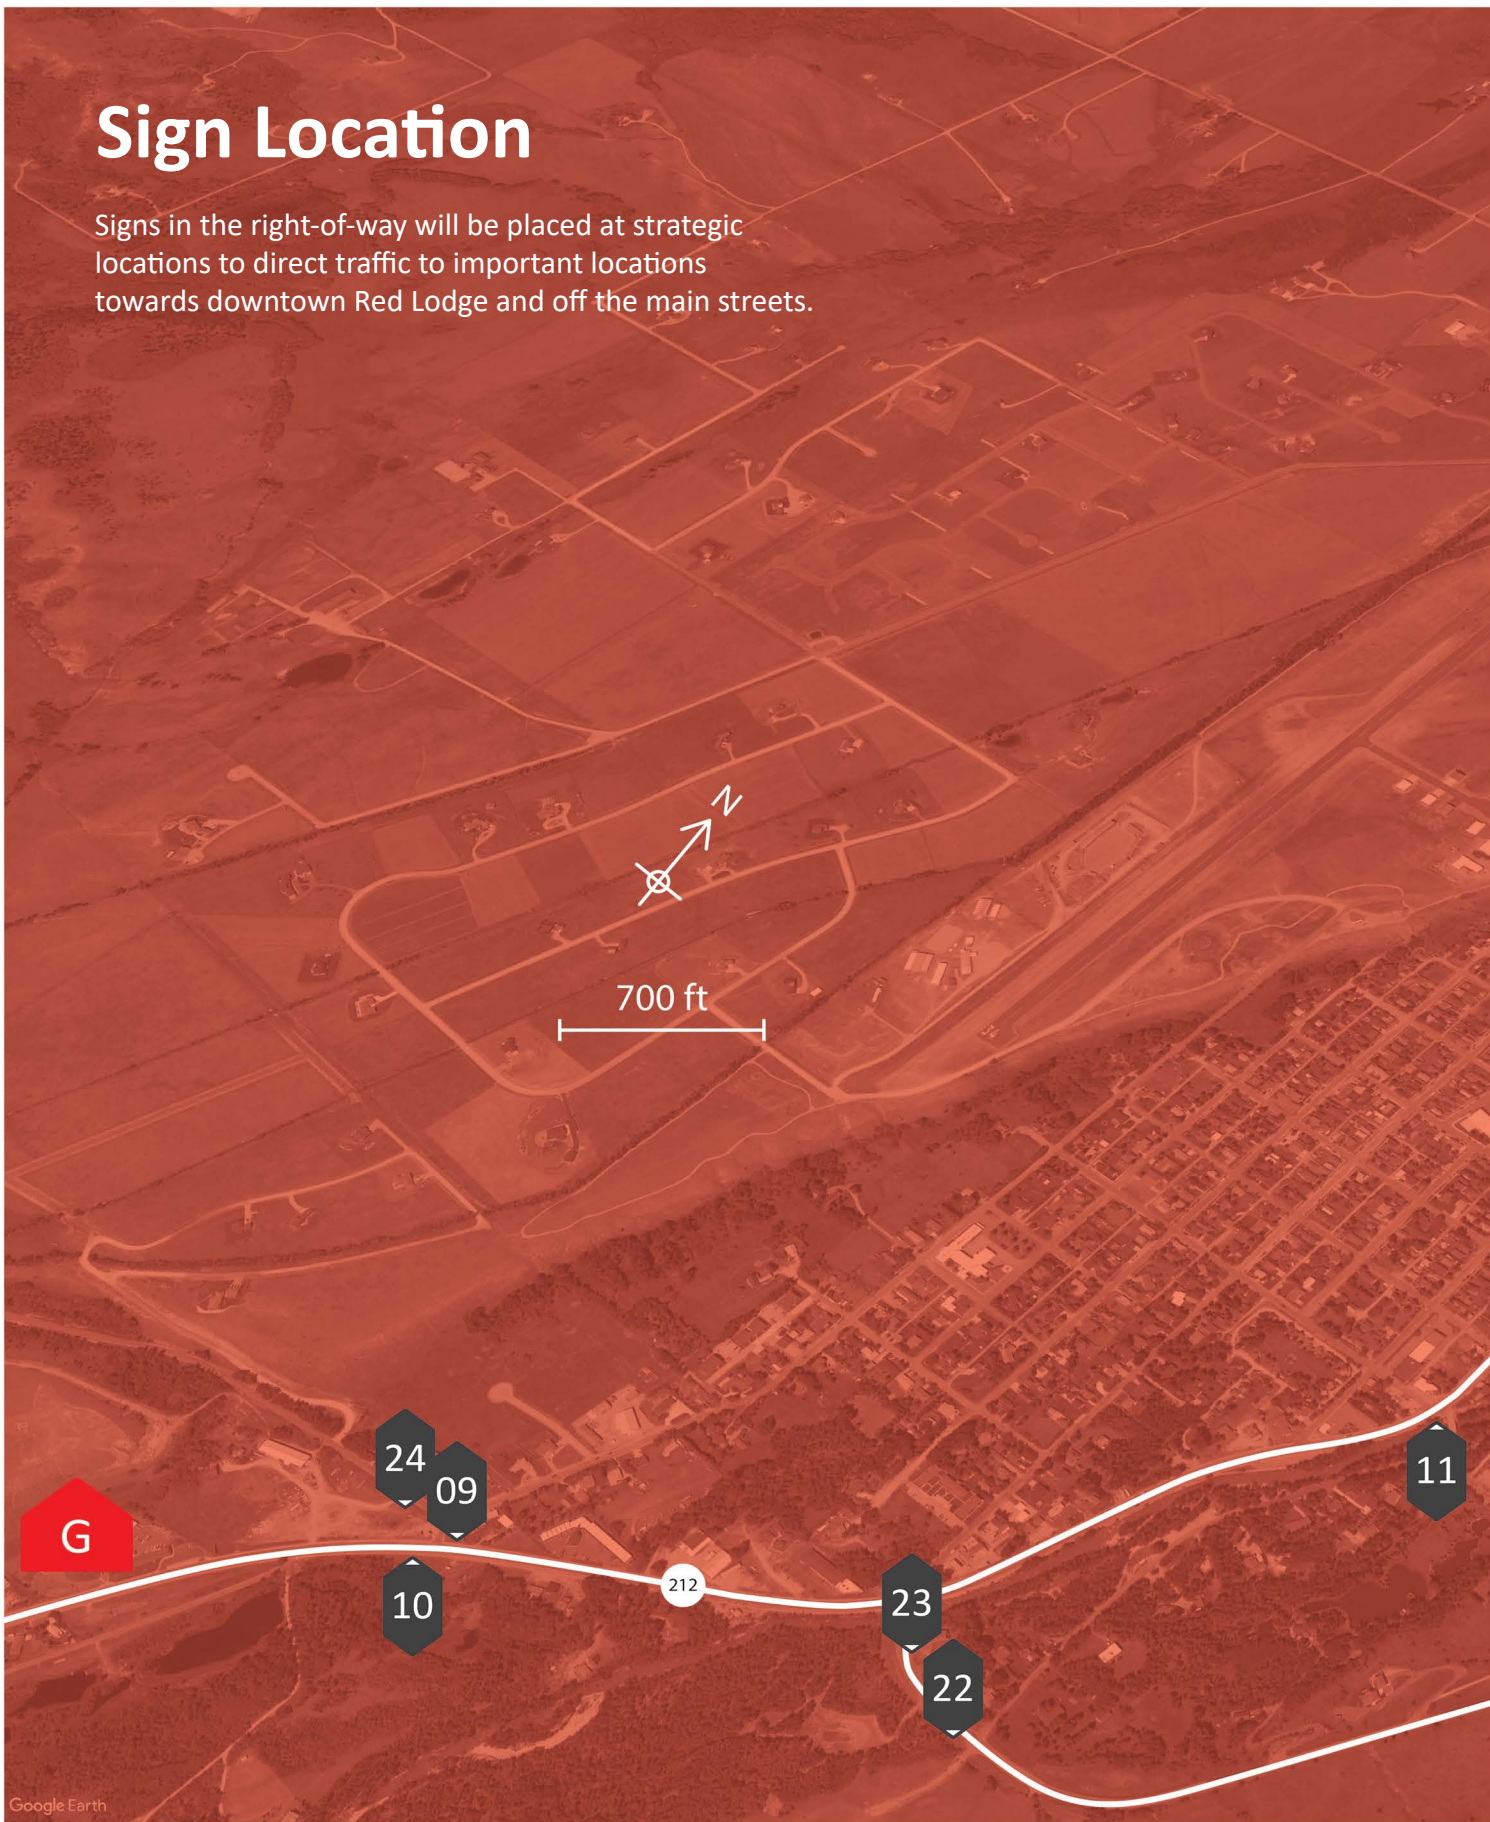 Sign Location
Signs in the right-of-way will be placed at strategic
locations to direct traffic to important locations
towards downtown Red Lodge and off the main streets.
N
700 ft
24
09
11
G
10
212
23
22
Google Earth